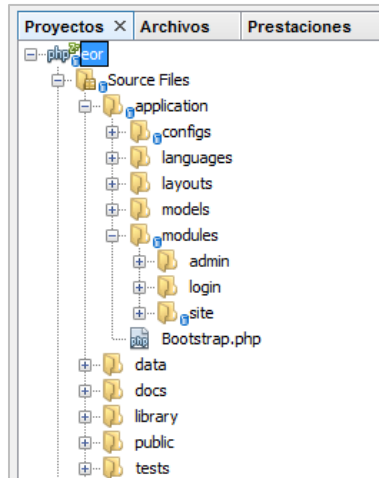 Proyectos × Archivos Prestaciones
eor
Source Files
application
configs
languages
layouts
models
modules
admin
login
site
Bootstrap.php
data
docs
library
public
tests